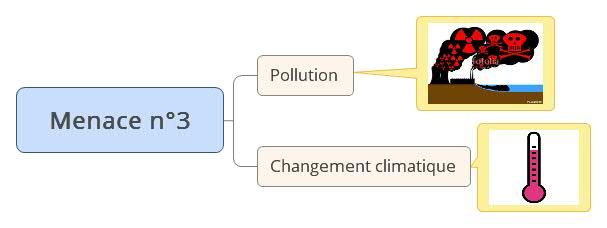 Menace n°3
Pollution
Changement climatique